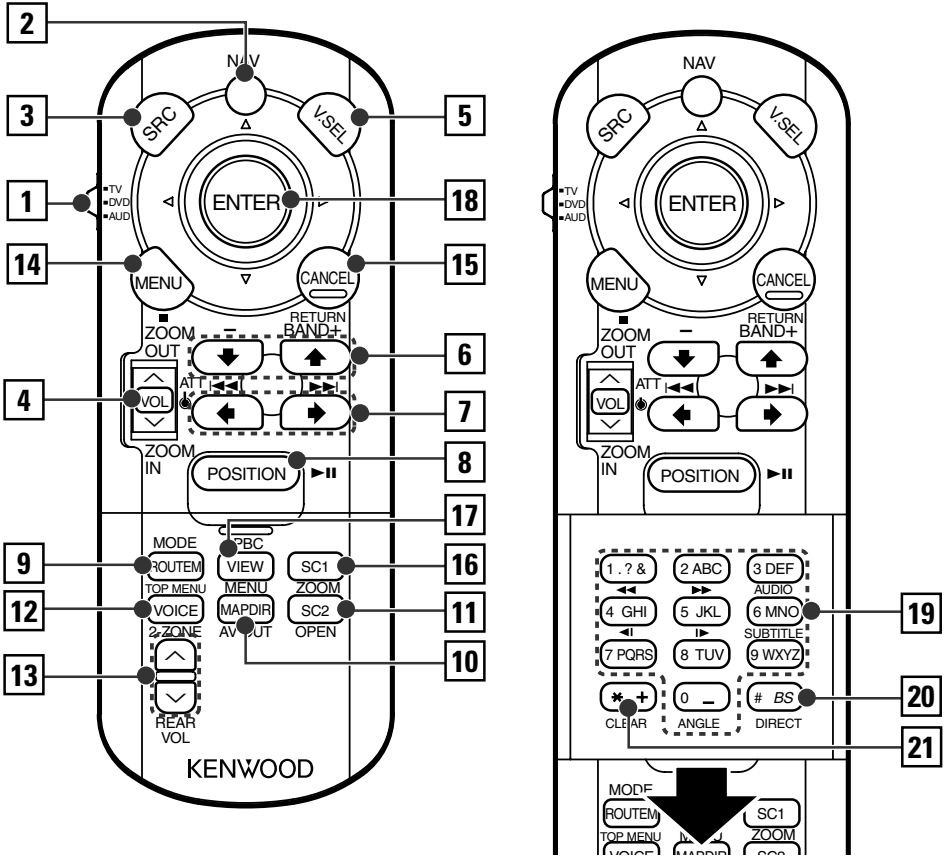 2
NAV
3
SRC
V.SEL
5
1
TV
DVD
AUD
ENTER
18
14
MENU
CANCEL
15
RETURN
ZOOM
OUT
–
BAND+
6
4
VOL
ATT
7
ZOOM
IN
POSITION
8
17
MODE
PBC
9
ROUTEM
VIEW
SC1
16
TOP MENU
MENU
ZOOM
12
VOICE
MAPDIR
SC2
11
2-ZONE
AV OUT
OPEN
10
13
REAR
VOL
KENWOOD
NAV
SRC
V.SEL
TV
DVD
AUD
ENTER
MENU
CANCEL
RETURN
ZOOM
OUT
–
BAND+
VOL
ATT
ZOOM
IN
POSITION
1 . ? &
2 ABC
3 DEF
AUDIO
4 GHI
5 JKL
6 MNO
19
SUBTITLE
7 PQRS
8 TUV
9 WXYZ
* +
0 _
# BS
20
CLEAR
ANGLE
DIRECT
21
MODE
ROUTEM
SC1
TOP MENU
MENU
ZOOM
VOICE
MAPDIR
SC2